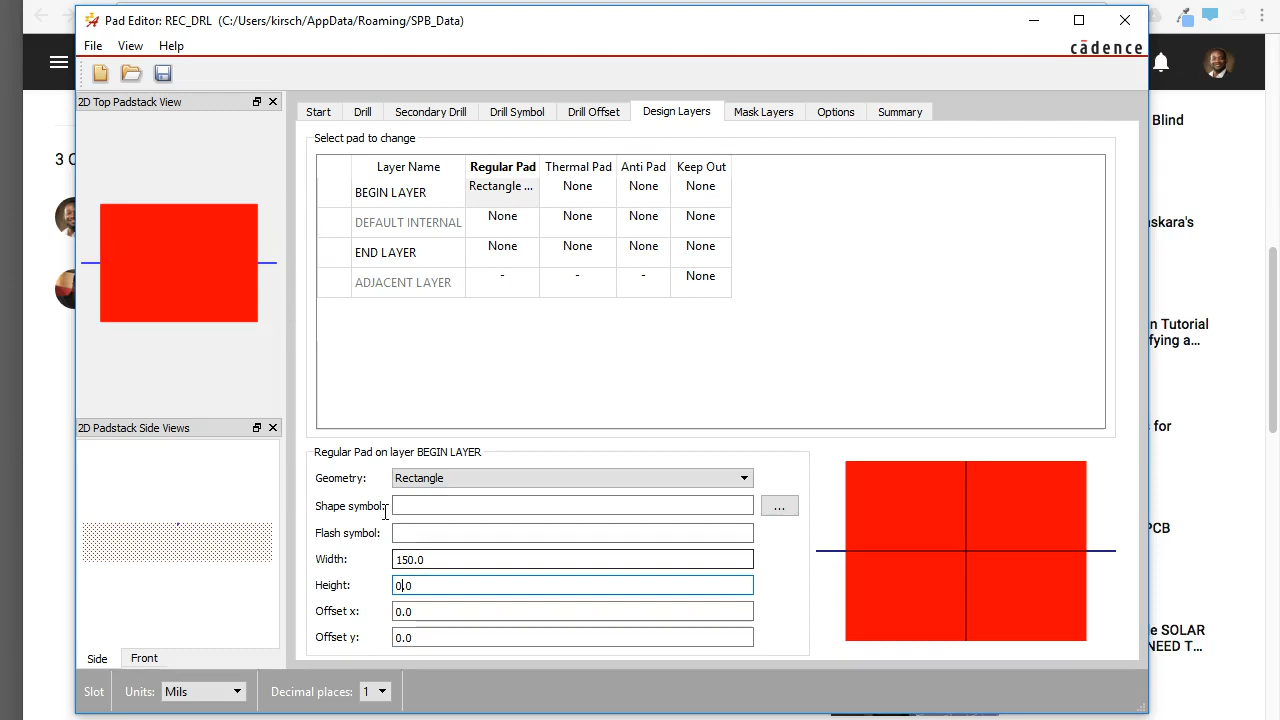 Pad Editor: REC_DRL (C:/Users/kirsch/AppData/Roaming/SPB_Data)
File View Help
cādence
2D Top Padstack View
Start Drill Secondary Drill Drill Symbol Drill Offset Design Layers Mask Layers Options Summary
Select pad to change
Layer Name Regular Pad Thermal Pad Anti Pad Keep Out
BEGIN LAYER Rectangle ... None None None
DEFAULT INTERNAL None None None None
END LAYER None None None None
ADJACENT LAYER - - - None
2D Padstack Side Views
Regular Pad on layer BEGIN LAYER
Geometry: Rectangle
Shape symbol: ...
Flash symbol:
Width: 150.0
Height: 0.0
Offset x: 0.0
Offset y: 0.0
Side Front
Slot Units: Mils Decimal places: 1
3 C
Blind
askara's
n Tutorial
fying a...
s for
PCB
le SOLAR
NEED T...